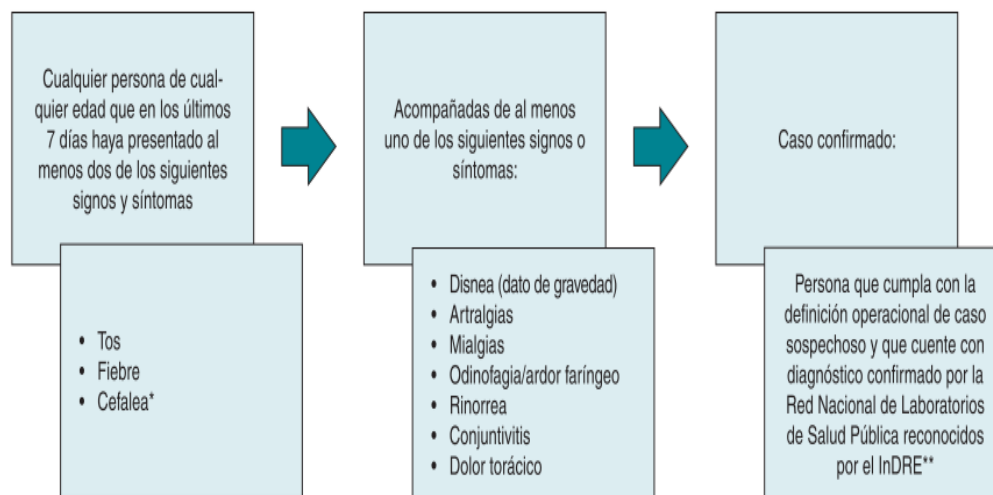 Cualquier persona de cual-
quier edad que en los últimos
7 días haya presentado al
menos dos de los siguientes
signos y síntomas
• Tos
• Fiebre
• Cefalea*
Acompañadas de al menos
uno de los siguientes signos o
síntomas:
• Disnea (dato de gravedad)
• Artralgias
• Mialgias
• Odinofagia/ardor faríngeo
• Rinorrea
• Conjuntivitis
• Dolor torácico
Caso confirmado:
Persona que cumpla con la
definición operacional de caso
sospechoso y que cuente con
diagnóstico confirmado por la
Red Nacional de Laboratorios
de Salud Pública reconocidos
por el InDRE**